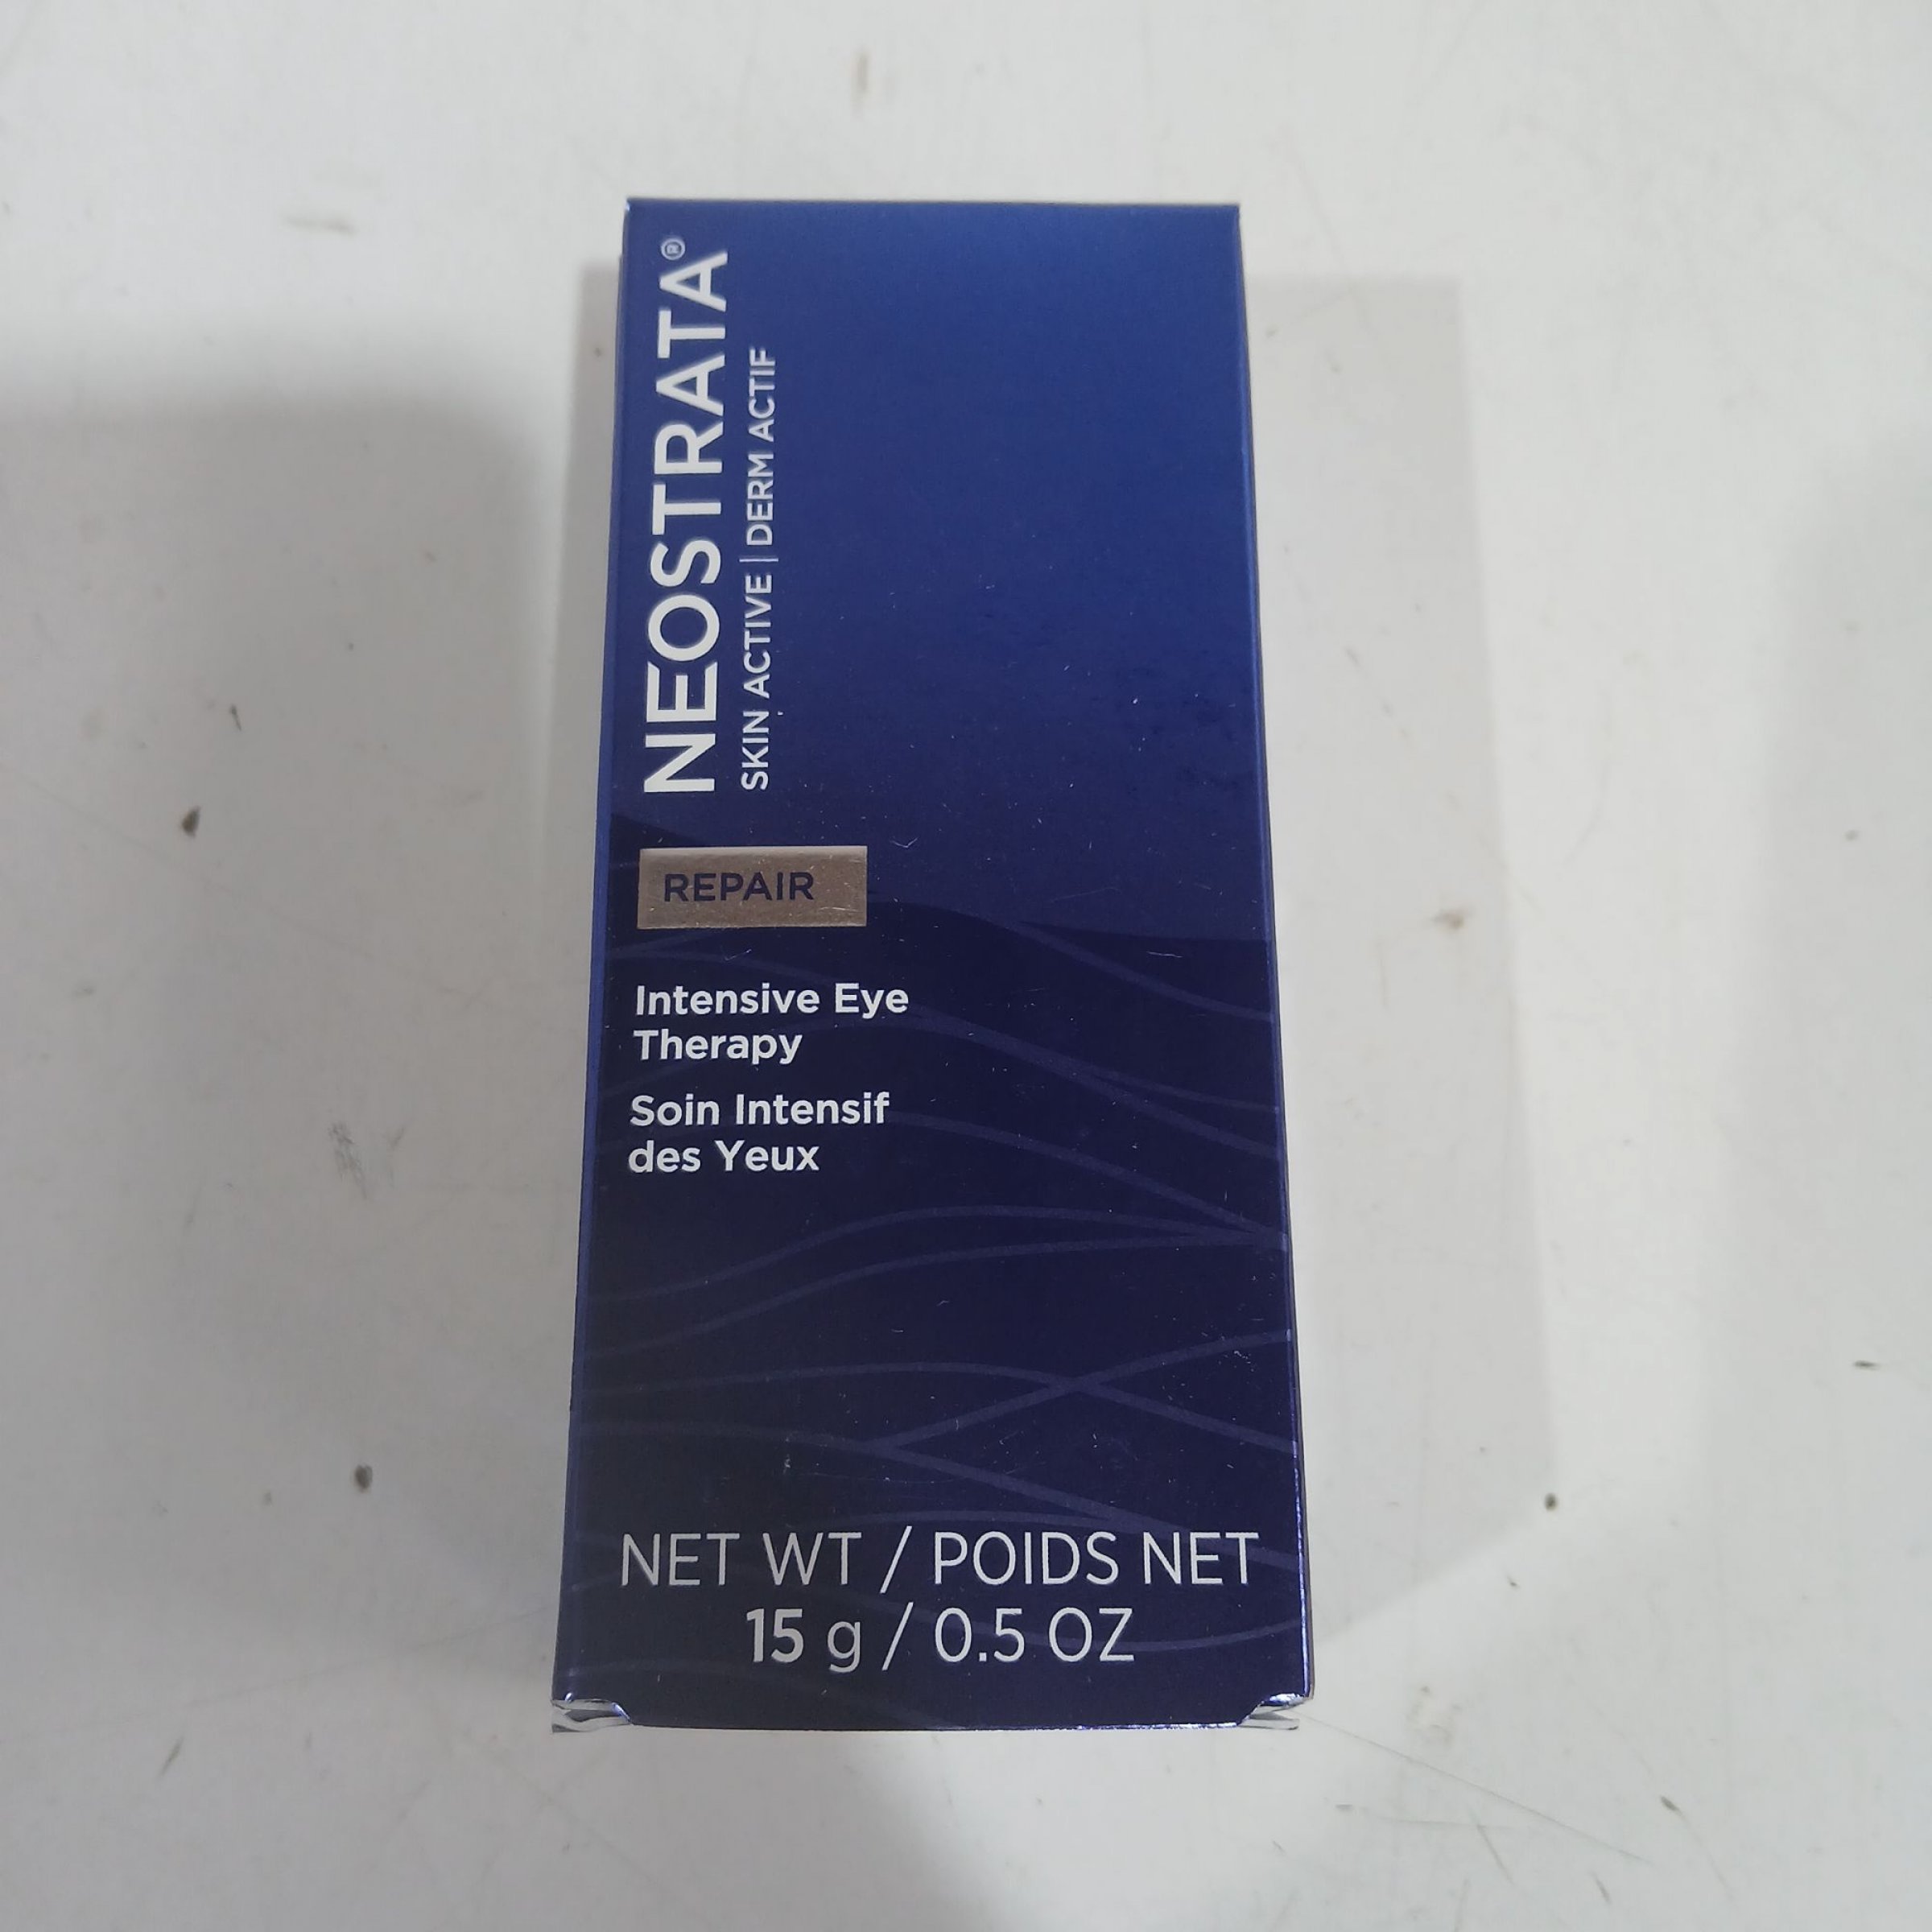 NEOSTRATA®
SKIN ACTIVE | DERM ACTIF
REPAIR
Intensive Eye
Therapy
Soin Intensif
des Yeux
NET WT / POIDS NET
15 g / 0.5 OZ